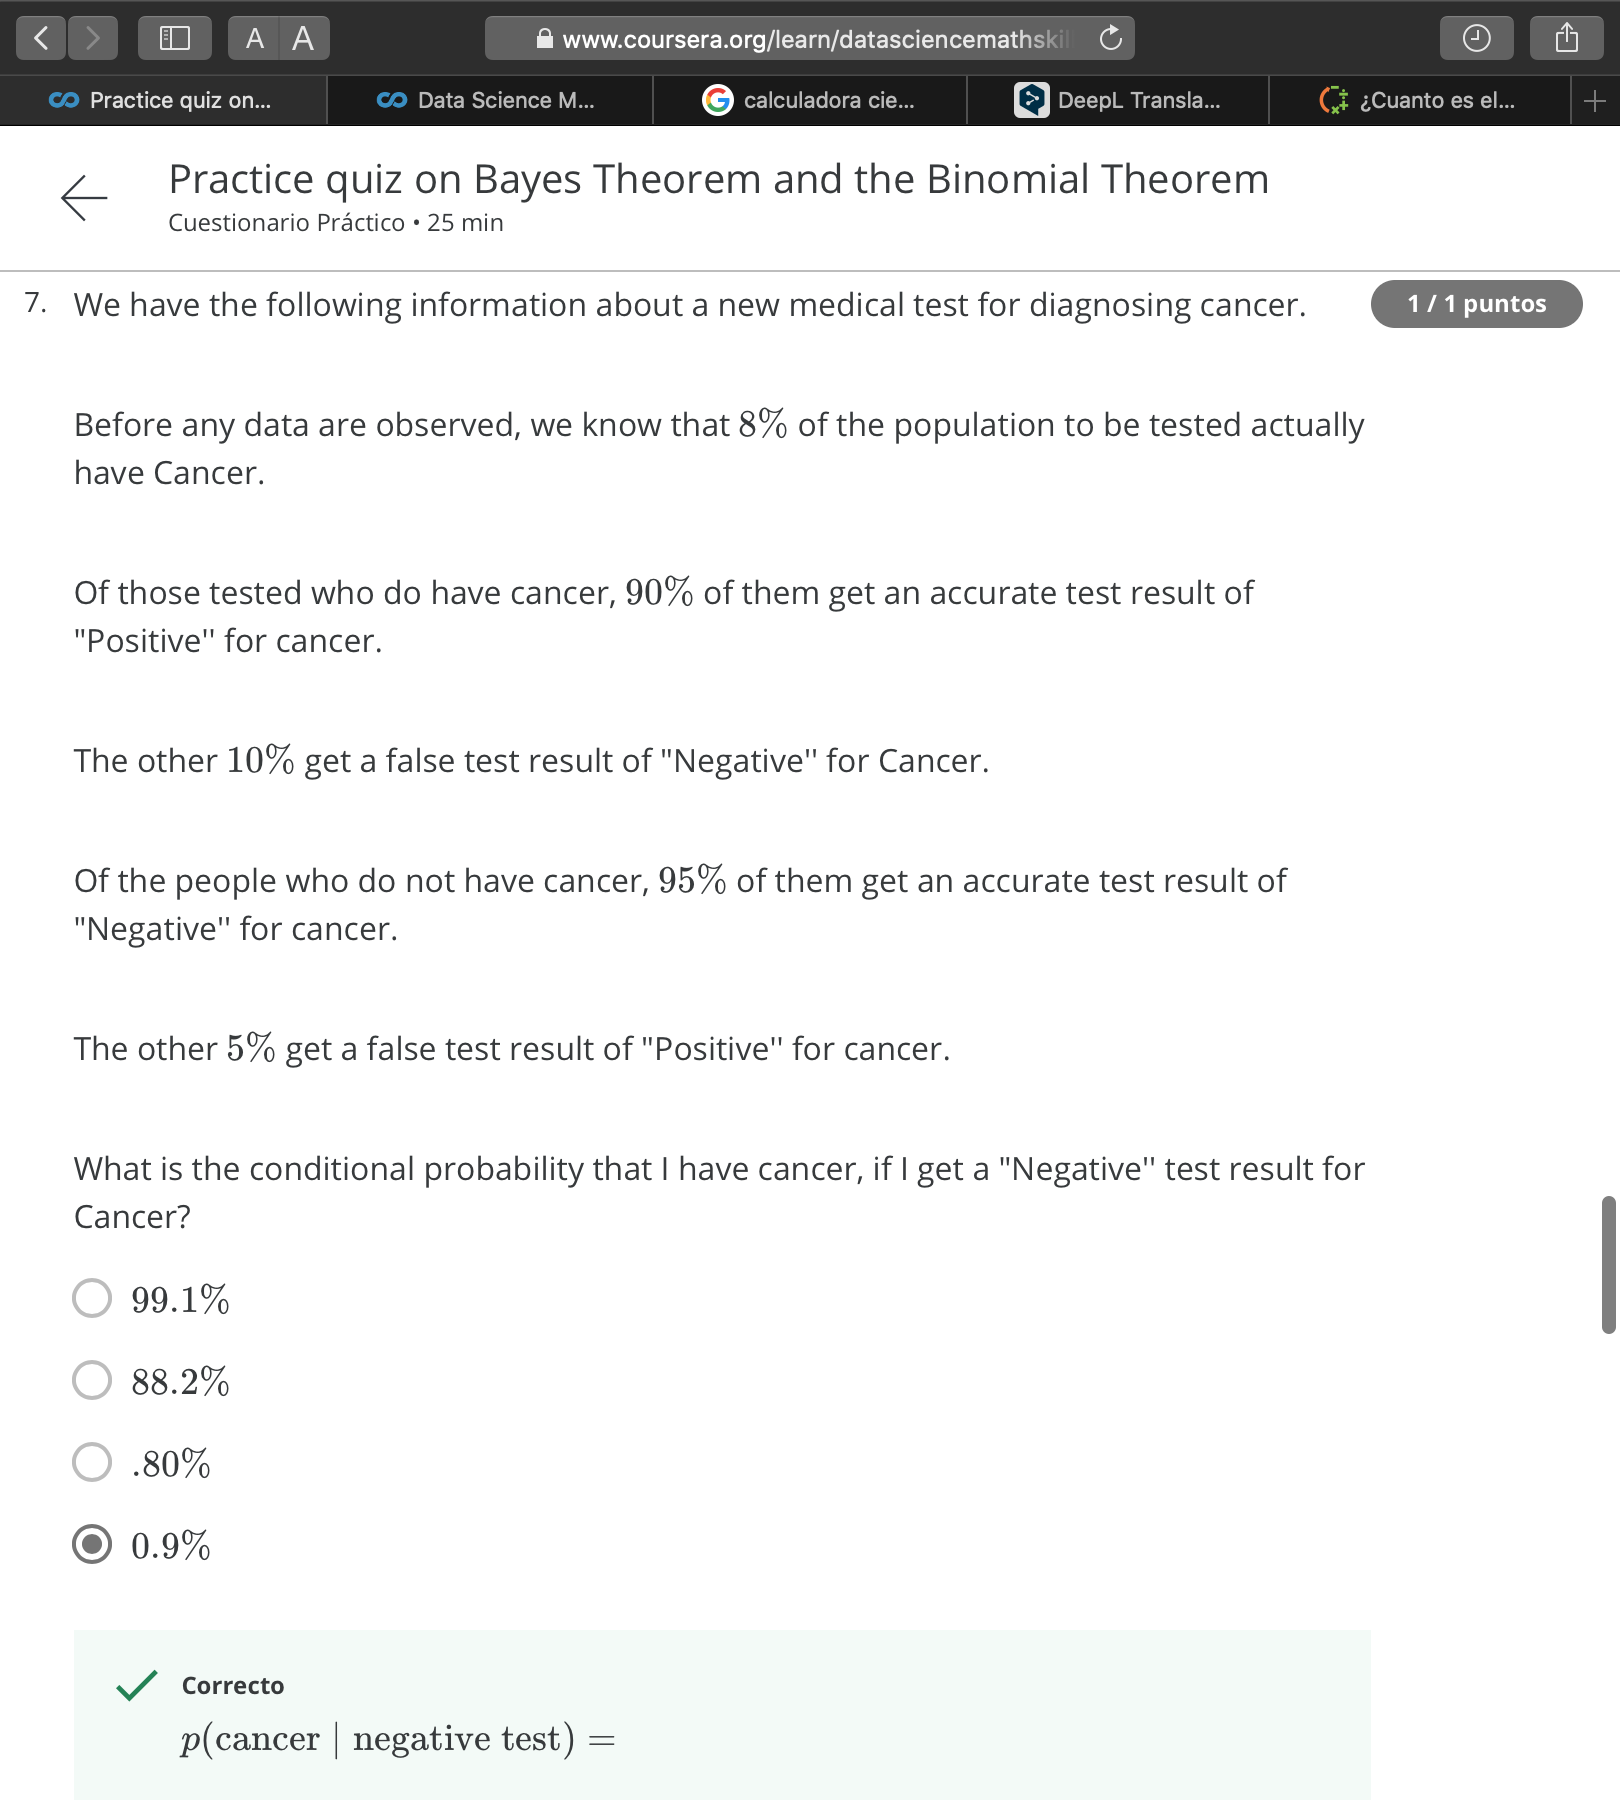 A A
www.coursera.org/learn/datasciencemathskil
Practice quiz on... Data Science M... calculadora cie... DeepL Transla... ¿Cuanto es el...
Practice quiz on Bayes Theorem and the Binomial Theorem
Cuestionario Práctico • 25 min
7. We have the following information about a new medical test for diagnosing cancer. 1 / 1 puntos
Before any data are observed, we know that 8% of the population to be tested actually
have Cancer.
Of those tested who do have cancer, 90% of them get an accurate test result of
"Positive" for cancer.
The other 10% get a false test result of "Negative" for Cancer.
Of the people who do not have cancer, 95% of them get an accurate test result of
"Negative" for cancer.
The other 5% get a false test result of "Positive" for cancer.
What is the conditional probability that I have cancer, if I get a "Negative" test result for
Cancer?
99.1%
88.2%
.80%
0.9%
Correcto
p(cancer | negative test) =